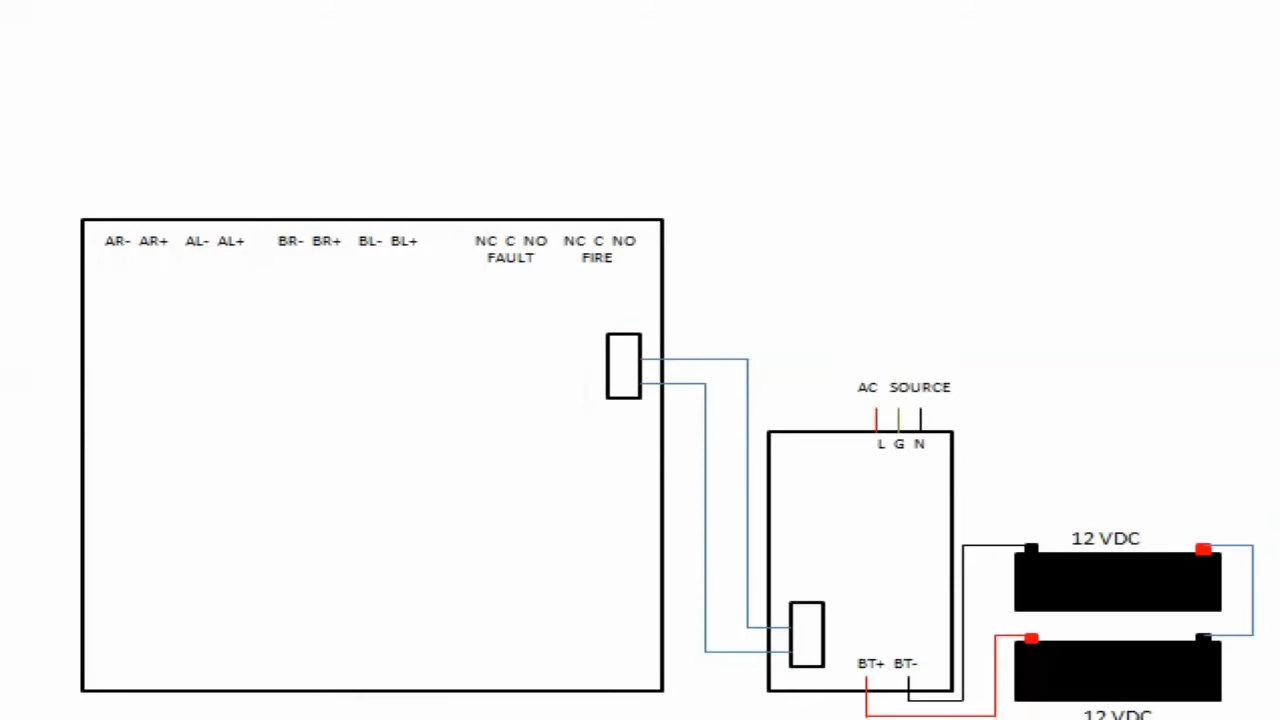 AR- AR+ AL- AL+ BR- BR+ BL- BL+ NC C NO NC C NO
FAULT FIRE
AC SOURCE
L G N
12 VDC
BT+ BT-
12 VDC